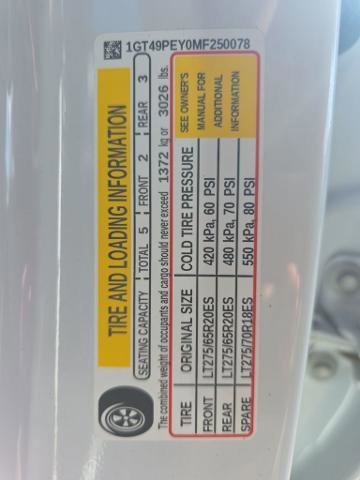 1GT49PEY0MF250078
TIRE AND LOADING INFORMATION
SEATING CAPACITY TOTAL 5 FRONT 2 REAR 3
The combined weight of occupants and cargo should never exceed 1372 kg or 3026 lbs.
TIRE ORIGINAL SIZE COLD TIRE PRESSURE SEE OWNER'S
FRONT LT275/65R20ES 420 kPa, 60 PSI MANUAL FOR
REAR LT275/65R20ES 480 kPa, 70 PSI ADDITIONAL
SPARE LT275/70R18ES 550 kPa, 80 PSI INFORMATION